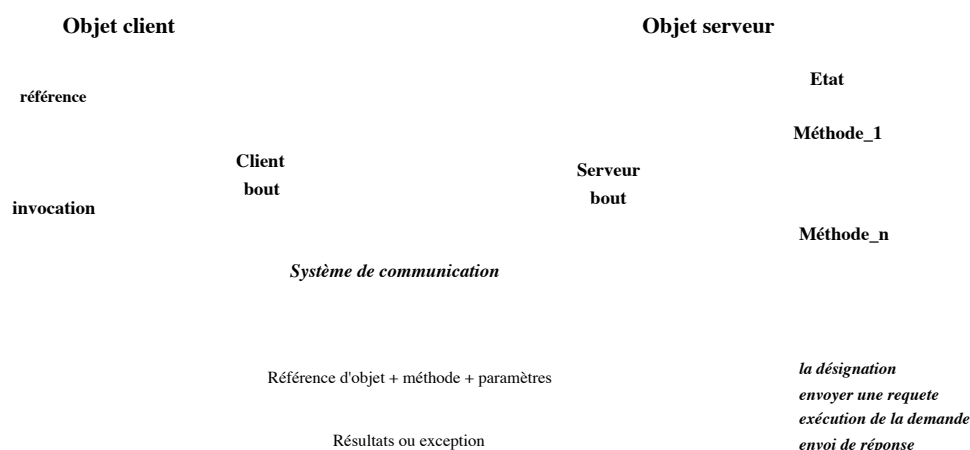 Objet client
Objet serveur
référence
Etat
Méthode_1
Client
bout
Serveur
bout
invocation
Méthode_n
Système de communication
Référence d'objet + méthode + paramètres
Résultats ou exception
la désignation
envoyer une requete
exécution de la demande
envoi de réponse